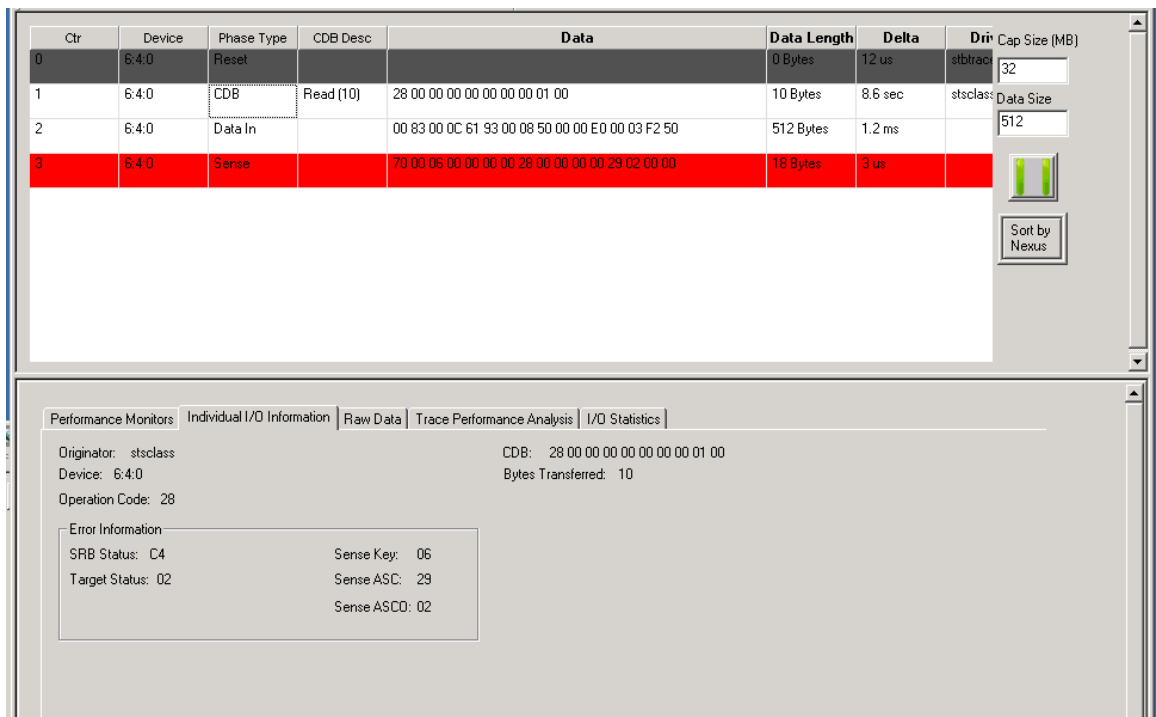 Ctr Device Phase Type CDB Desc Data Data Length Delta Cap Size (MB)
0 6:4:0 Reset 0 Bytes 12 us stbtrace
32
1 6:4:0 CDB Read (10) 28 00 00 00 00 00 00 00 01 00 10 Bytes 8.6 sec stsclass
Data Size
2 6:4:0 Data In 00 83 00 0C 61 93 00 08 50 00 00 E0 00 03 F2 50 512 Bytes 1.2 ms
512
3 6:4:0 Sense 70 00 06 00 00 00 00 28 00 00 00 00 29 02 00 00 18 Bytes 3 us
Sort by
Nexus
Performance Monitors Individual I/O Information Raw Data Trace Performance Analysis I/O Statistics
Originator: stsclass CDB: 28 00 00 00 00 00 00 00 01 00
Device: 6:4:0 Bytes Transferred: 10
Operation Code: 28
Error Information
SRB Status: C4 Sense Key: 06
Target Status: 02 Sense ASC: 29
Sense ASCQ: 02